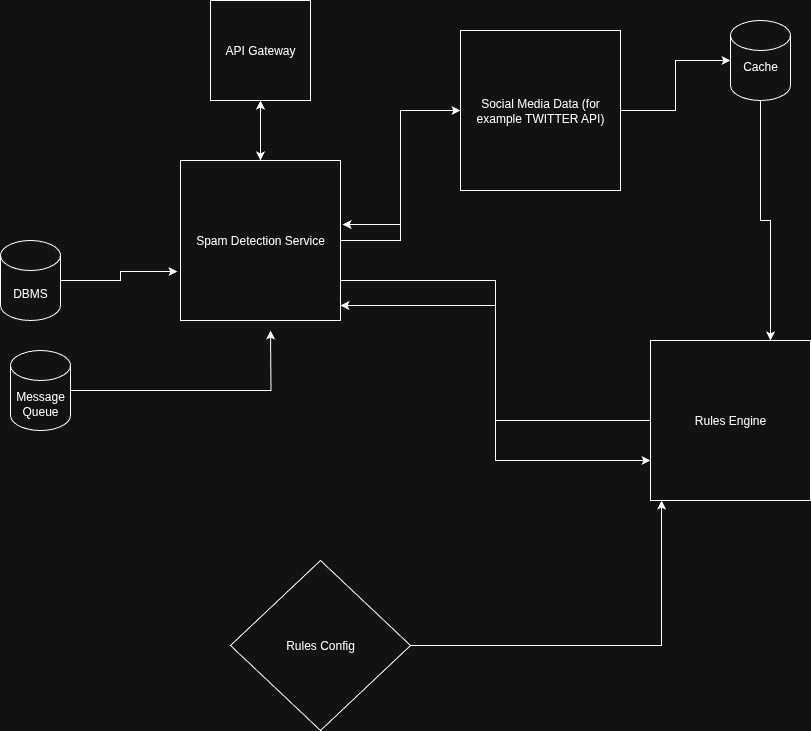 API Gateway
Social Media Data (for
example TWITTER API)
Cache
Spam Detection Service
DBMS
Message
Queue
Rules Engine
Rules Config